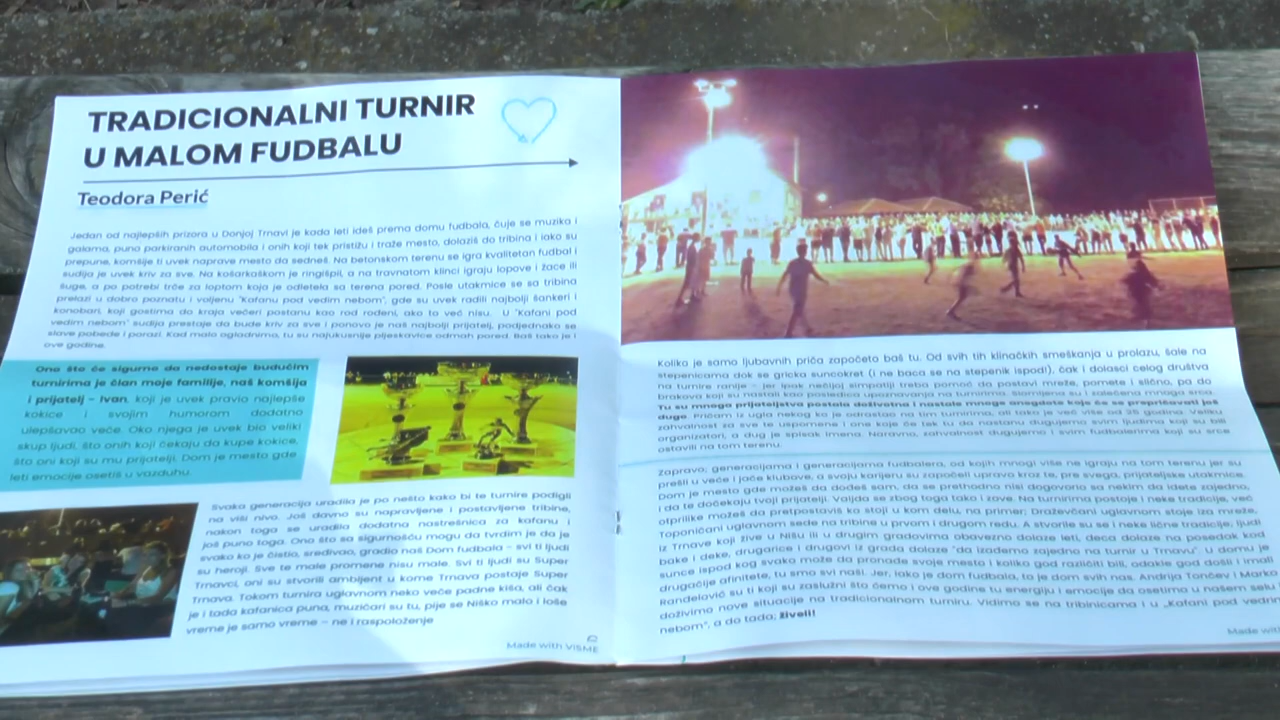 TRADICIONALNI TURNIR
U MALOM FUDBALU
Teodora Perić
Jedan od najlepših prizora u Donjoj Trnavi je kada leti ideš prema domu fudbala, čuje se muzika i
galama, puno parkiranih automobila i onih koji tek pristižu i traže mesto, dolaziš do tribina i iako su
prepune, komšije ti uvek naprave mesto da sedneš. Na betonskom terenu se igra kvalitetan fudbal i
sudija je uvek kriv za sve. Na košarkaškom je ringišpil, a na travnatom klinci igraju lopove i žace ili
šuge, a po potrebi trče za loptom koja je odletela sa terena pored. Posle utakmice se sa tribina
prelazi u dobro poznatu i voljenu "Kafanu pod vedim nebom", gde su uvek radili najbolji šankeri i
konobari, koji gostima do kraja večeri postanu kao rod rođeni, ako to već nisu. U "Kafani pod
vedim nebom" sudija prestaje da bude kriv za sve i ponovo je naš najbolji prijatelj, podjednako se
slave pobede i porazi. Kad malo ogladnimo, tu su najukusnije pljeskavice odmah pored. Baš tako je i
ove godine.
Ono što će sigurno da nedostaje budućim
turnirima je član moje familije, naš komšija
i prijatelj - Ivan, koji je uvek pravio najlepše
kokice i svojim humorom dodatno
ulepšavao veče. Oko njega je uvek bio veliki
skup ljudi, što onih koji čekaju da kupe kokice,
što oni koji su mu prijatelji. Dom je mesto gde
leti emocije osetiš u vazduhu.
Svaka generacija uradila je po nešto kako bi te turnire podigli
na viši nivo. Još davno su napravljene i postavljene tribine,
nakon toga se uradila dodatna nastrešnica za kafanu i
još puno toga. Ono što sa sigurnošću mogu da tvrdim je da je
svako ko je čistio, sređivao, gradio naš Dom fudbala - svi ti ljudi
su heroji. Sve te male promene nisu male. Svi ti ljudi su Super
Trnavci, oni su stvorili ambijent u kome Trnava postaje Super
Trnava. Tokom turnira uglavnom neko veče padne kiša, ali čak
je i tada kafanica puna, muzičari su tu, pije se Niško malo i loše
vreme je samo vreme - ne i raspoloženje
Made with VISME
Koliko je samo ljubavnih priča započeto baš tu. Od svih tih klinačkih smeškanja u prolazu, šale na
stepenicama dok se gricka suncokret (i ne baca se na stepenik ispod!), čak i dolasci celog društva
na turnire ranije - jer ipak nečijoj simpatiji treba pomoć da postavi mreže, pomete i slično, pa do
brakova koji su nastali kao posledica upoznavanja na turnirima. Slomljena su i zalečena mnoga srca.
Tu su mnoga prijateljstva postala doživotna i nastale mnoge anegdote koje će se prepričavati još
dugo. Pričam iz ugla nekog ko je odrastao na tim turnirima, ali tako je već više od 35 godina. Veliku
zahvalnost za sve te uspomene i one koje će tek tu da nastanu dugujemo svim ljudima koji su bili
organizatori, a dug je spisak imena. Naravno, zahvalnost dugujemo i svim fudbalerima koji su srce
ostavili na tom terenu.
Zapravo, generacijama i generacijama fudbalera, od kojih mnogi više ne igraju na tom terenu jer su
prešli u veće i jače klubove, a svoju karijeru su započeli upravo kroz te, pre svega, prijateljske utakmice.
Dom je mesto gde možeš da dođeš sam, da se prethodno nisi dogovorio sa nekim da idete zajedno,
i da te dočekaju tvoji prijatelji. Valjda se zbog toga tako i zove. Na turnirima postoje i neke tradicije, već
otprilike možeš da pretpostaviš ko stoji u kom delu, na primer; Draževčani uglavnom stoje iza mreže,
Toponičani uglavnom sede na tribine u prvom i drugom redu. A stvorile su se i neke lične tradicije, ljudi
iz Trnave koji žive u Nišu ili u drugim gradovima obavezno dolaze leti, deca dolaze na posedak kod
bake i deke, drugarice i drugovi iz grada dolaze "da izađemo zajedno na turnir u Trnavu". U domu je
sunce ispod kog svako može da pronađe svoje mesto i koliko god različiti bili, odakle god došli i imali
drugačije afinitete, tu smo svi naši. Jer, iako je dom fudbala, to je dom svih nas. Andrija Tončev i Marko
Ranđelavić su ti koji su zaslužni što ćemo i ove godine tu energiju i emocije da osetimo u našem selu i
doživimo nove situacije na tradicionalnom turniru. Vidimo se na tribinicama i u „Kafani pod vedrim
nebom", a do tada, živeli!
Made with